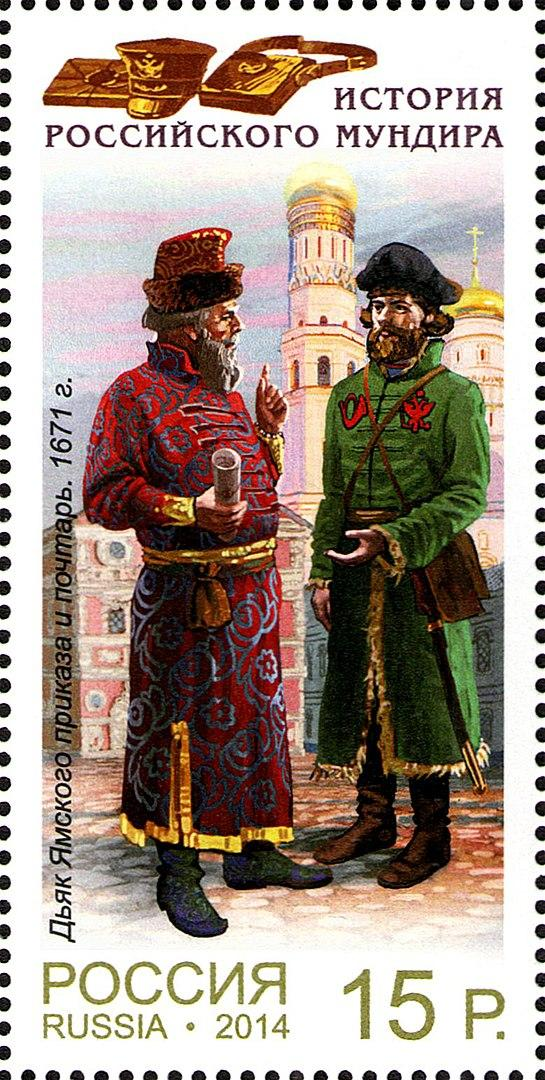 ИСТОРИЯ
РОССИЙСКОГО МУНДИРА
Дьяк Ямского приказа и почтарь. 1671 г.
РОССИЯ
RUSSIA • 2014
15 Р.